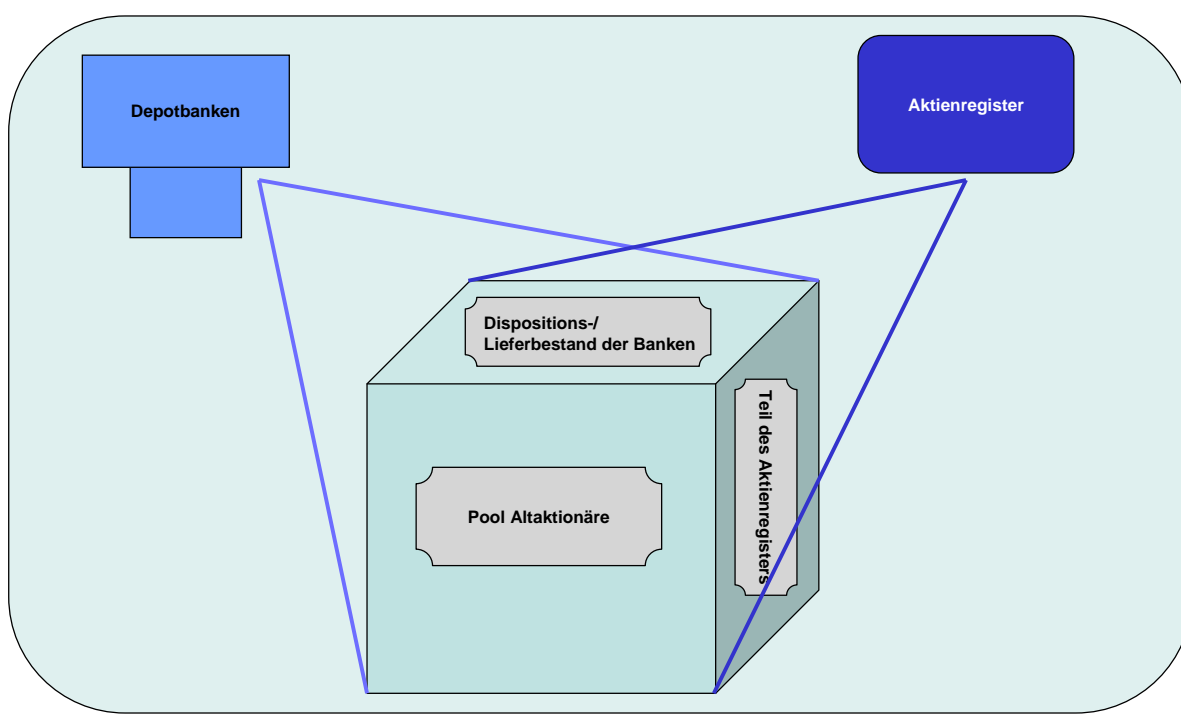 Depotbanken
Aktienregister
Dispositions-/
Lieferbestand der Banken
Teil des Aktienregisters
Pool Altaktionäre